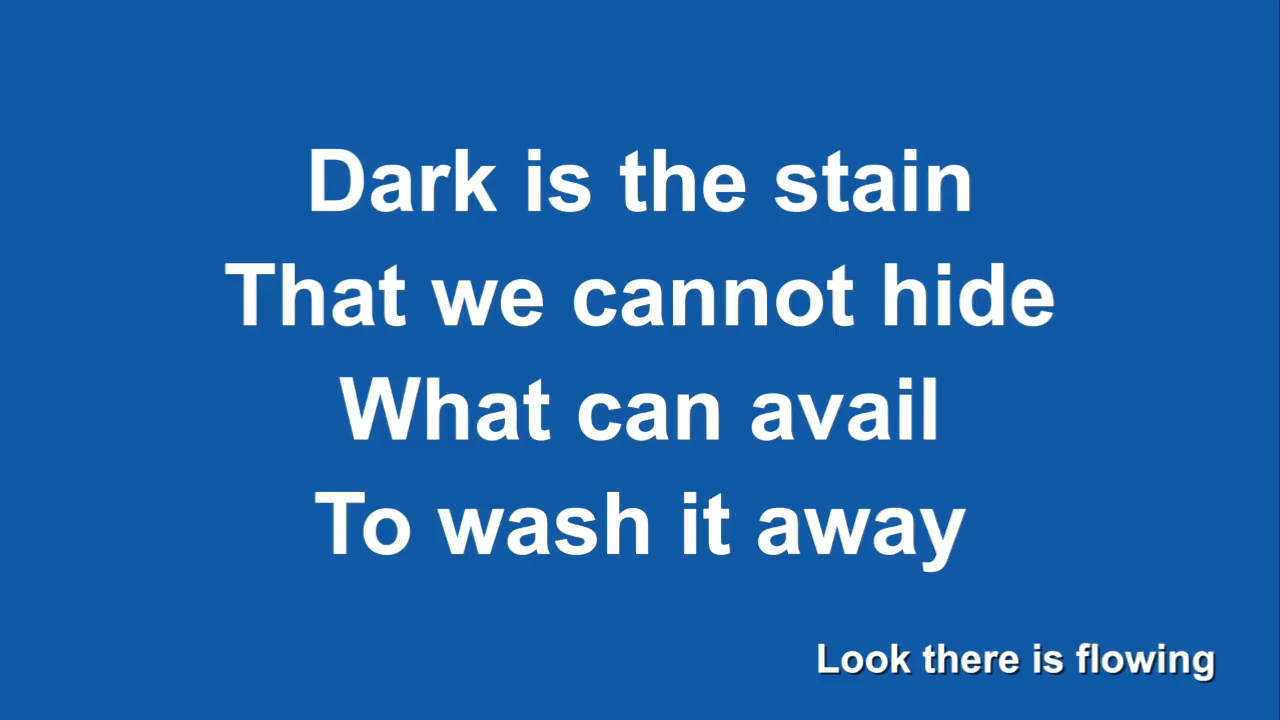 Dark is the stain
That we cannot hide
What can avail
To wash it away
Look there is flowing